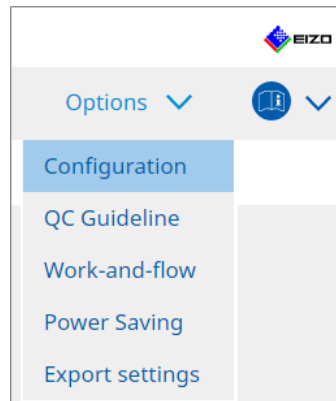 EIZO
Options
Configuration
QC Guideline
Work-and-flow
Power Saving
Export settings